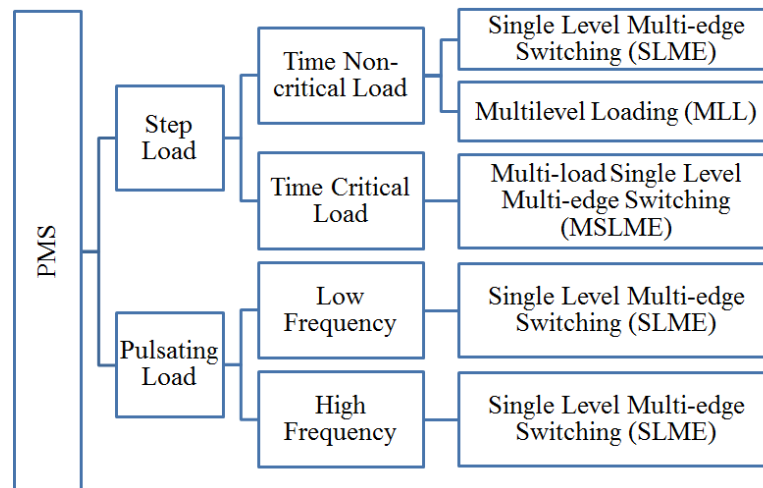 PMS
Step
Load
Time Non-
critical Load
Single Level Multi-edge
Switching (SLME)
Multilevel Loading (MLL)
Time Critical
Load
Multi-load Single Level
Multi-edge Switching
(MSLME)
Pulsating
Load
Low
Frequency
Single Level Multi-edge
Switching (SLME)
High
Frequency
Single Level Multi-edge
Switching (SLME)